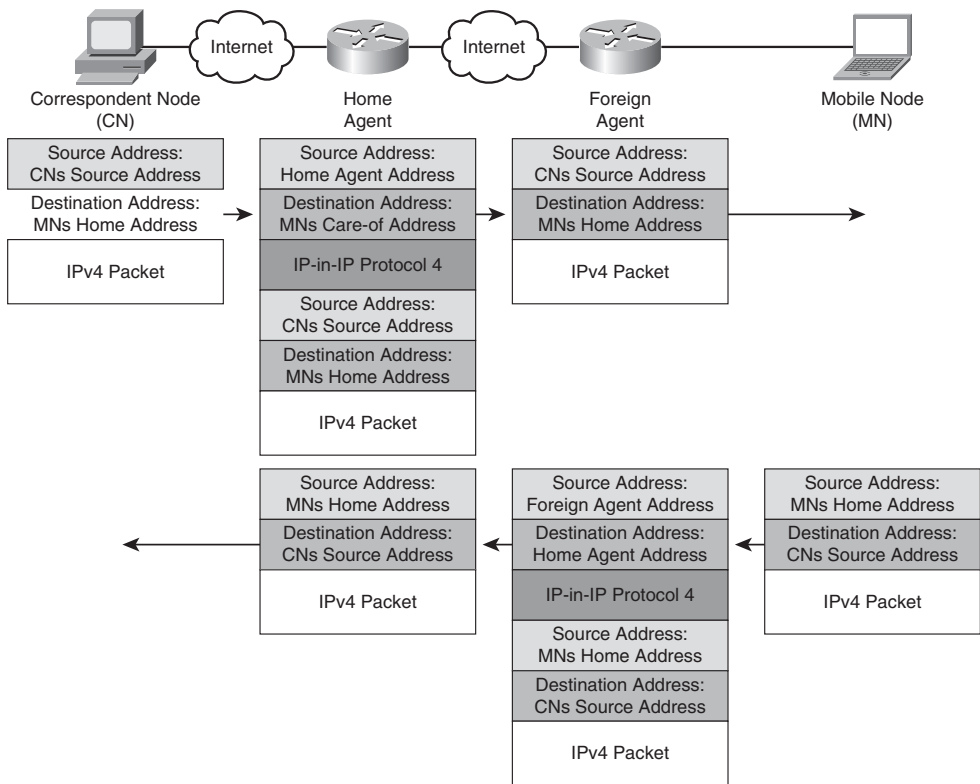 Internet
Internet
Correspondent Node
(CN)
Home
Agent
Foreign
Agent
Mobile Node
(MN)
Source Address:
CNs Source Address
Destination Address:
MNs Home Address
IPv4 Packet
Source Address:
Home Agent Address
Destination Address:
MNs Care-of Address
IP-in-IP Protocol 4
Source Address:
CNs Source Address
Destination Address:
MNs Home Address
IPv4 Packet
Source Address:
CNs Source Address
Destination Address:
MNs Home Address
IPv4 Packet
Source Address:
MNs Home Address
Destination Address:
CNs Source Address
IPv4 Packet
Source Address:
Foreign Agent Address
Destination Address:
Home Agent Address
IP-in-IP Protocol 4
Source Address:
MNs Home Address
Destination Address:
CNs Source Address
IPv4 Packet
Source Address:
MNs Home Address
Destination Address:
CNs Source Address
IPv4 Packet